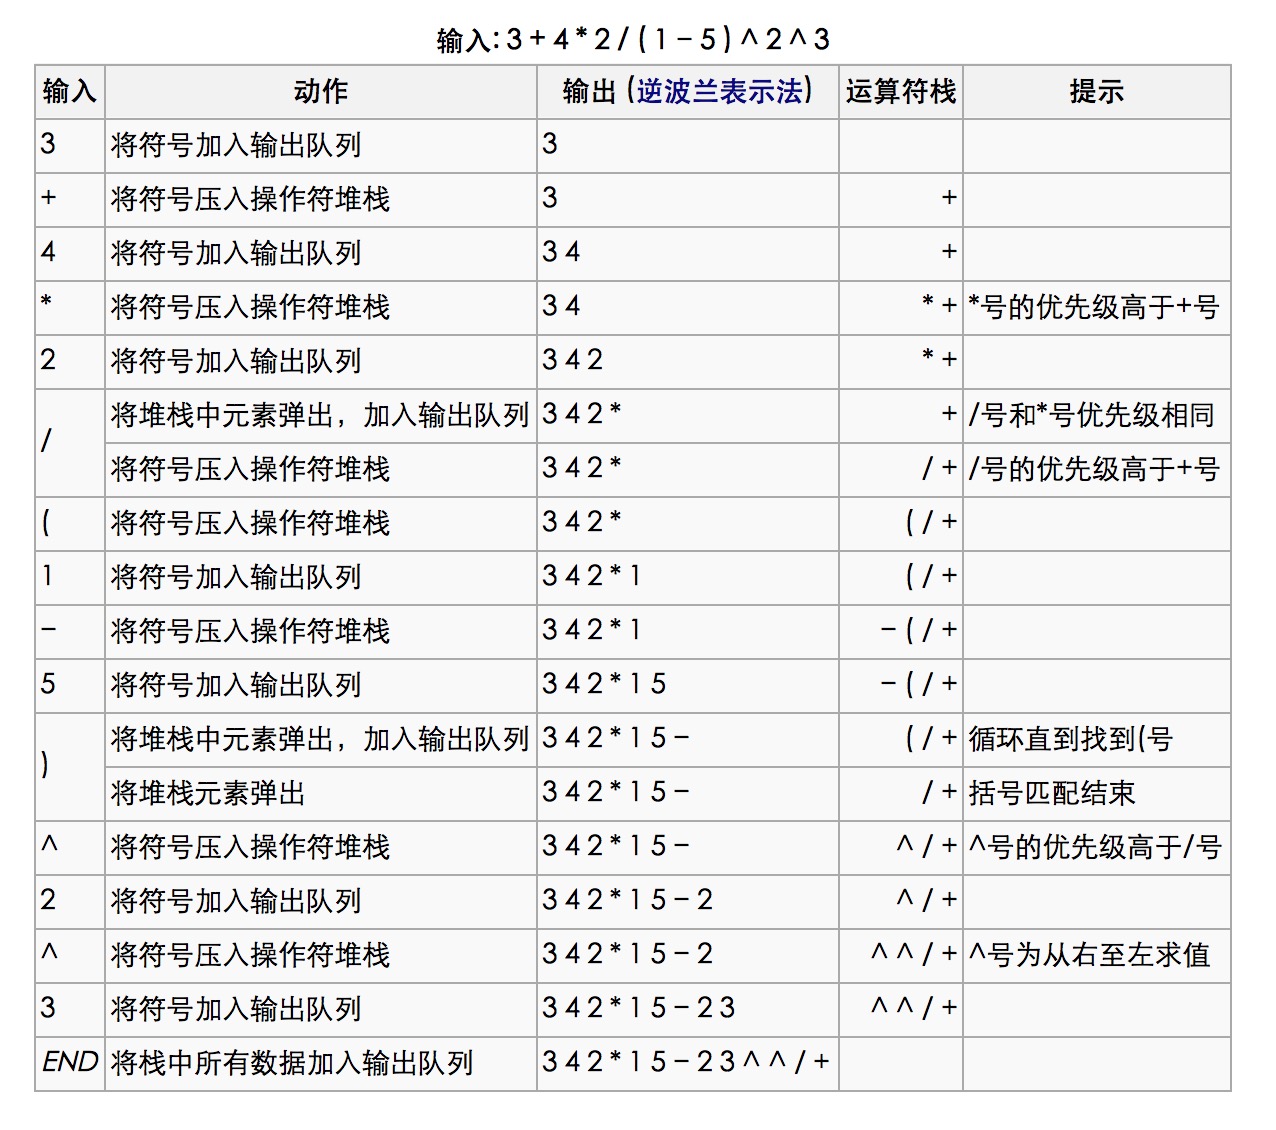 输入: 3 + 4 * 2 / ( 1 − 5 ) ^ 2 ^ 3
输入 动作 输出 (逆波兰表示法) 运算符栈 提示
3 将符号加入输出队列 3
+ 将符号压入操作符堆栈 3 +
4 将符号加入输出队列 3 4 +
* 将符号压入操作符堆栈 3 4 * + *号的优先级高于+号
2 将符号加入输出队列 3 4 2 * +
/ 将堆栈中元素弹出，加入输出队列 3 4 2 * + /号和*号优先级相同
将符号压入操作符堆栈 3 4 2 * / + /号的优先级高于+号
( 将符号压入操作符堆栈 3 4 2 * ( / +
1 将符号加入输出队列 3 4 2 * 1 ( / +
− 将符号压入操作符堆栈 3 4 2 * 1 − ( / +
5 将符号加入输出队列 3 4 2 * 1 5 − ( / +
) 将堆栈中元素弹出，加入输出队列 3 4 2 * 1 5 − ( / + 循环直到找到(号
将堆栈元素弹出 3 4 2 * 1 5 − / + 括号匹配结束
^ 将符号压入操作符堆栈 3 4 2 * 1 5 − ^ / + ^号的优先级高于/号
2 将符号加入输出队列 3 4 2 * 1 5 − 2 ^ / +
^ 将符号压入操作符堆栈 3 4 2 * 1 5 − 2 ^ ^ / + ^号为从右至左求值
3 将符号加入输出队列 3 4 2 * 1 5 − 2 3 ^ ^ / +
END 将栈中所有数据加入输出队列 3 4 2 * 1 5 − 2 3 ^ ^ / +